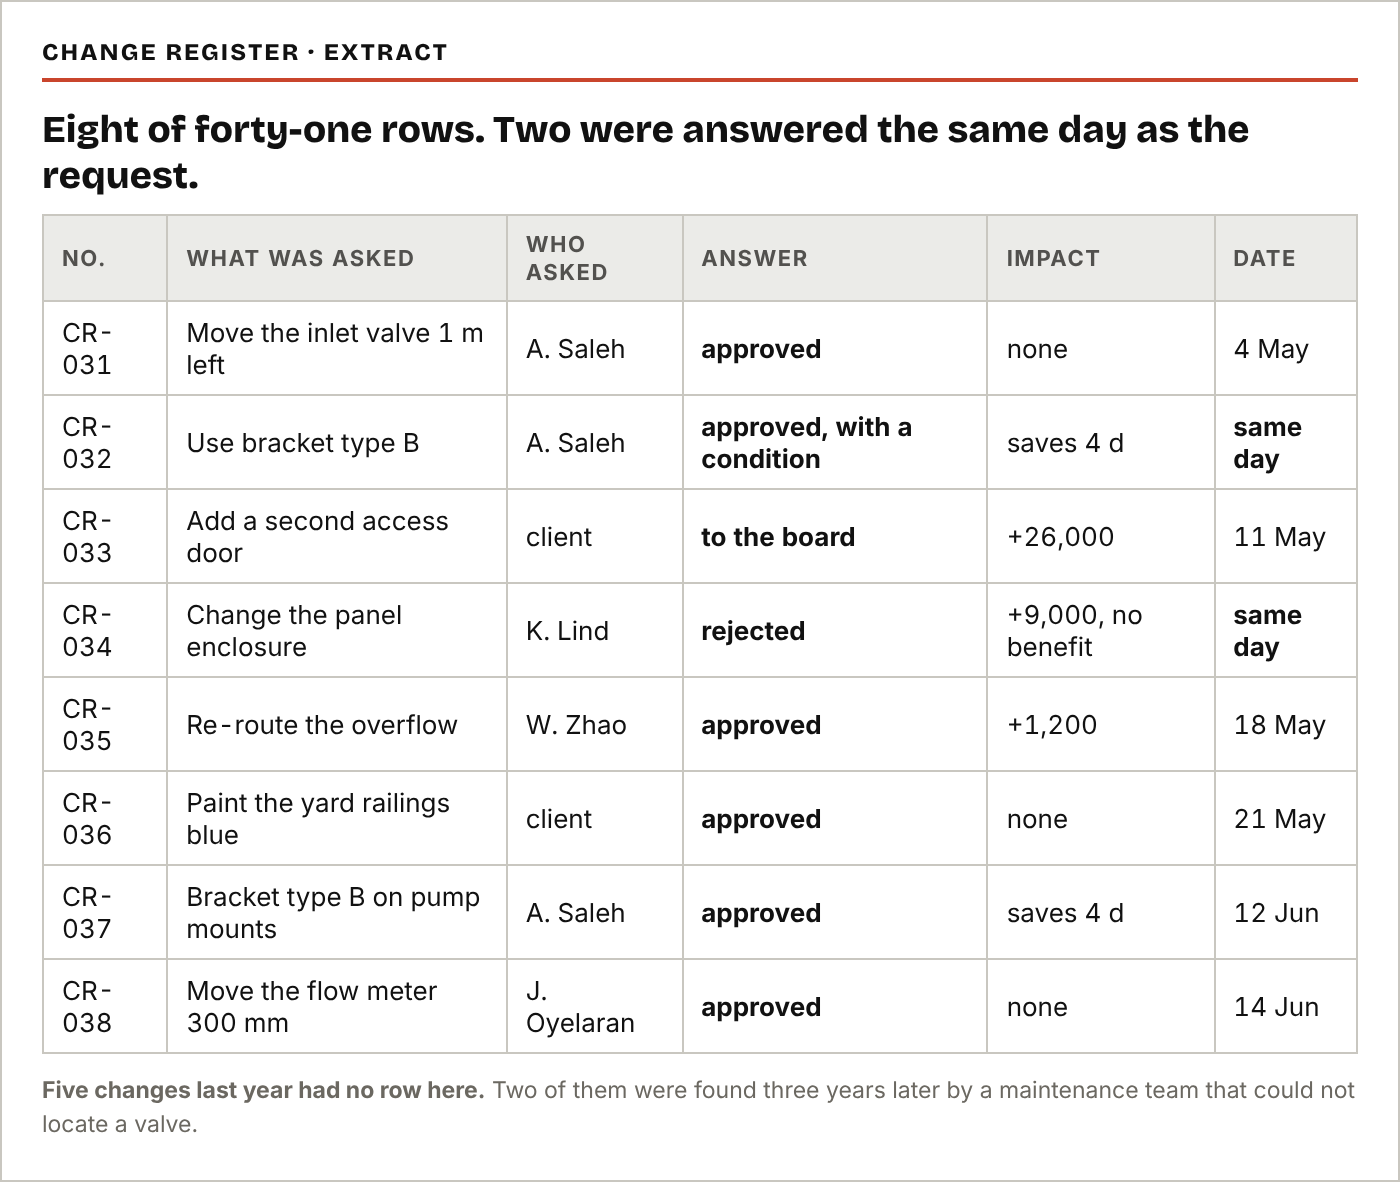 CHANGE REGISTER · EXTRACT
Eight of forty-one rows. Two were answered the same day as the
request.
NO. WHAT WAS ASKED WHO ASKED ANSWER IMPACT DATE
CR-031 Move the inlet valve 1 m left A. Saleh approved none 4 May
CR-032 Use bracket type B A. Saleh approved, with a condition saves 4 d same day
CR-033 Add a second access door client to the board +26,000 11 May
CR-034 Change the panel enclosure K. Lind rejected +9,000, no benefit same day
CR-035 Re-route the overflow W. Zhao approved +1,200 18 May
CR-036 Paint the yard railings blue client approved none 21 May
CR-037 Bracket type B on pump mounts A. Saleh approved saves 4 d 12 Jun
CR-038 Move the flow meter 300 mm J. Oyelaran approved none 14 Jun
Five changes last year had no row here. Two of them were found three years later by a maintenance team that could not
locate a valve.